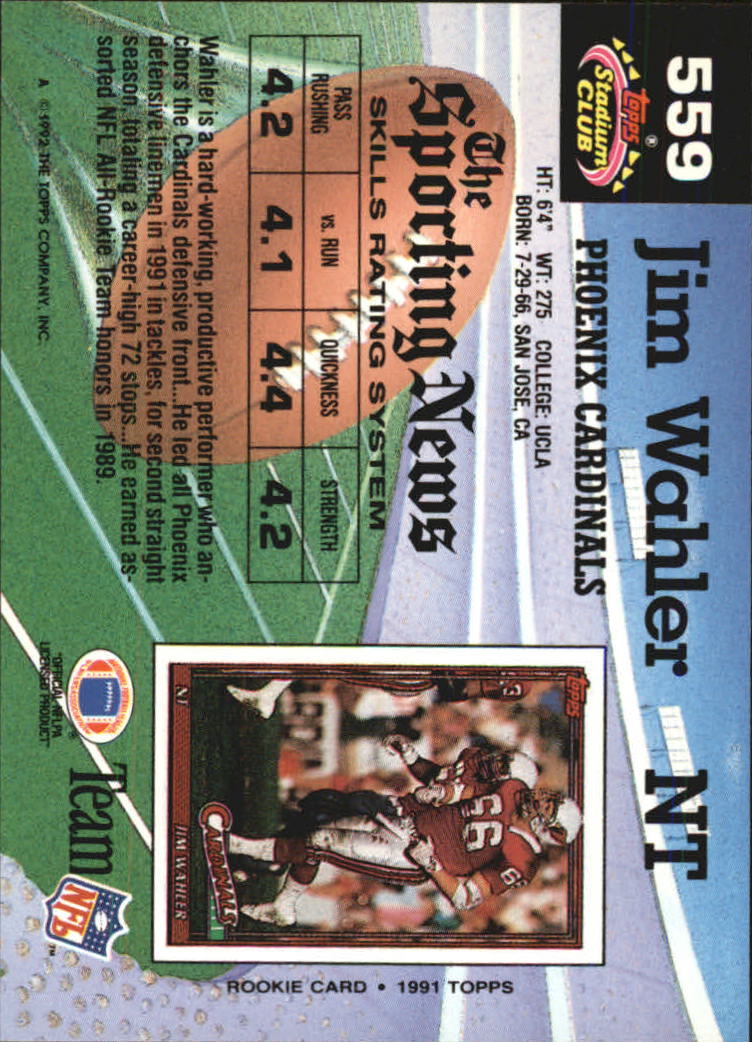 559
Topps®
Stadium
CLUB
Jim Wahler NT
PHOENIX CARDINALS
HT: 6'4" WT: 275 COLLEGE: UCLA
BORN: 7-29-66, SAN JOSE, CA
The
Sporting News
SKILLS RATING SYSTEM
PASS RUSHING vs. RUN QUICKNESS STRENGTH
4.2 4.1 4.4 4.2
Wahler is a hard-working, productive performer who an-
chors the Cardinals defensive front...He led all Phoenix
defensive linemen in 1991 in tackles, for second straight
season, totaling a career-high 72 stops...He earned as-
sorted NFL All-Rookie Team honors in 1989.
A © 1992 THE TOPPS COMPANY, INC.
Topps
66
CARDINALS
NT JIM WAHLER
ROOKIE CARD • 1991 TOPPS
"OFFICIAL NFLPA
LICENSED PRODUCT"
Team
NFL
™